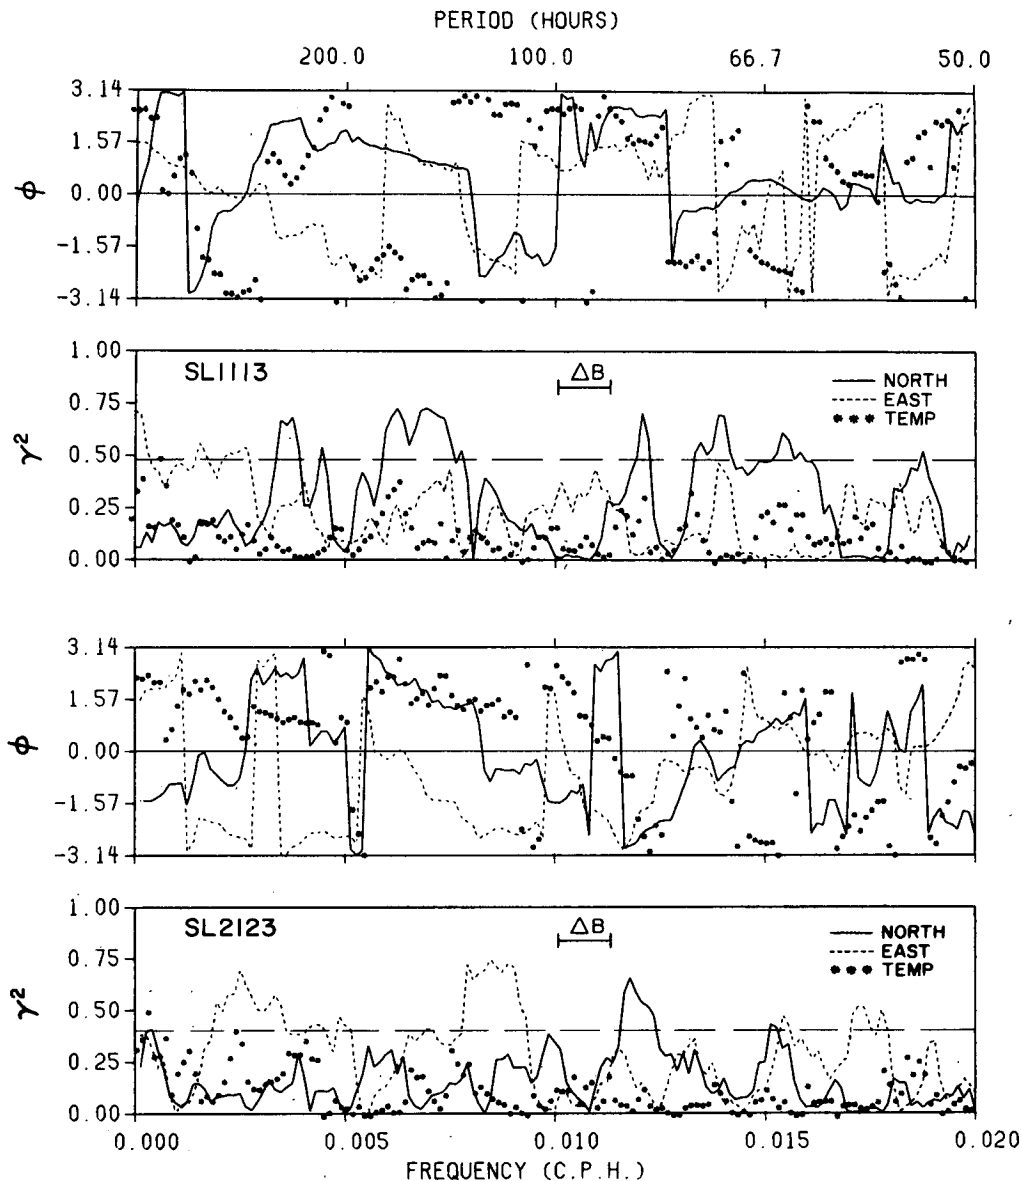 PERIOD (HOURS)
200.0 100.0 66.7 50.0
3.14
1.57
0.00
-1.57
-3.14
ϕ
1.00
0.75
0.50
0.25
0.00
γ²
SL1113
ΔB
NORTH
EAST
TEMP
3.14
1.57
0.00
-1.57
-3.14
ϕ
1.00
0.75
0.50
0.25
0.00
γ²
SL2123
ΔB
NORTH
EAST
TEMP
0.000 0.005 0.010 0.015 0.020
FREQUENCY (C.P.H.)